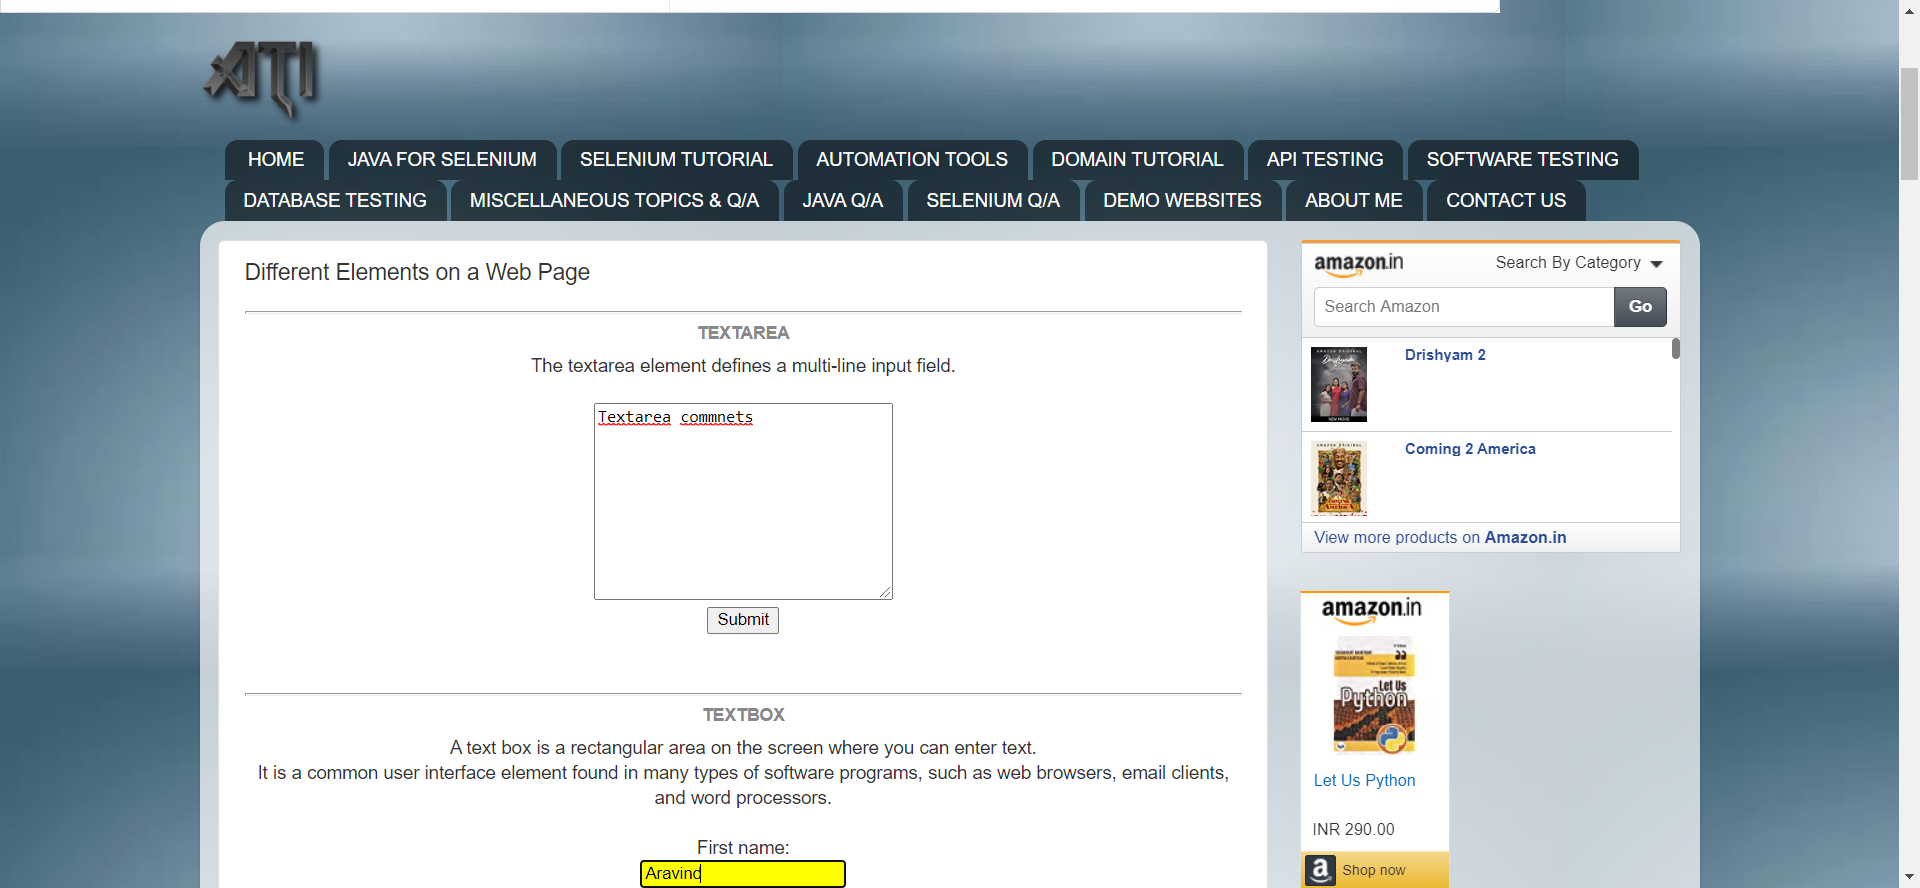 ATI
HOME
JAVA FOR SELENIUM
SELENIUM TUTORIAL
AUTOMATION TOOLS
DOMAIN TUTORIAL
API TESTING
SOFTWARE TESTING
DATABASE TESTING
MISCELLANEOUS TOPICS & Q/A
JAVA Q/A
SELENIUM Q/A
DEMO WEBSITES
ABOUT ME
CONTACT US
Different Elements on a Web Page
TEXTAREA
The textarea element defines a multi-line input field.
Textarea commnets
Submit
TEXTBOX
A text box is a rectangular area on the screen where you can enter text.
It is a common user interface element found in many types of software programs, such as web browsers, email clients,
and word processors.
First name:
Aravind
amazon.in
Search By Category
Search Amazon
Go
Drishyam 2
Coming 2 America
View more products on Amazon.in
amazon.in
Let Us
Python
Let Us Python
INR 290.00
Shop now